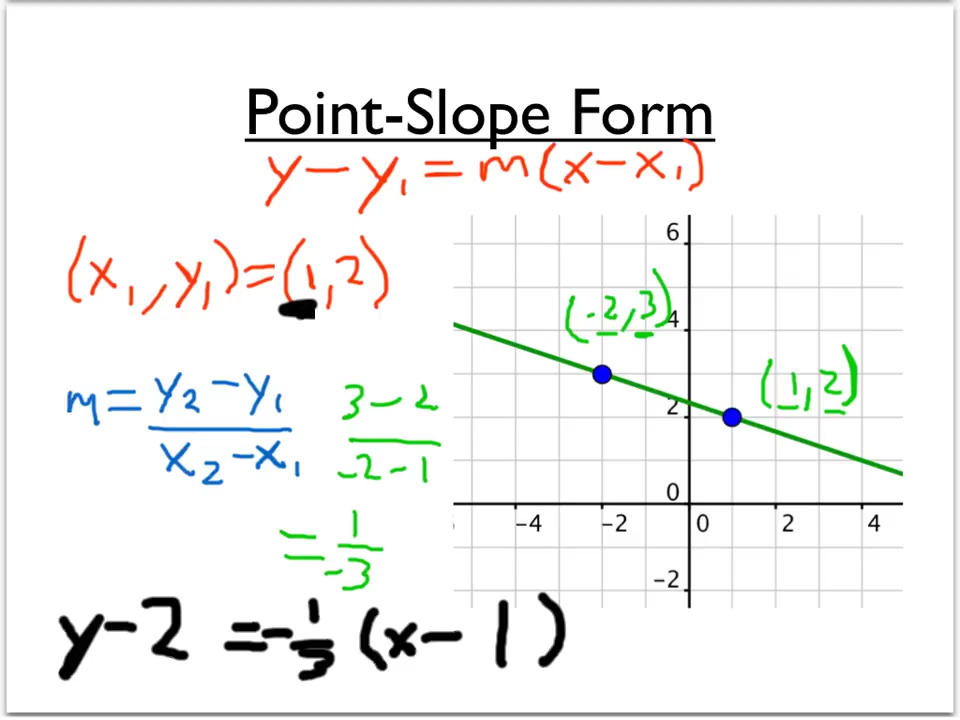 Point-Slope Form
y − y₁ = m(x − x₁)
(x₁, y₁) = (1, 2)
m = y₂ − y₁ / x₂ − x₁
3 − 2 / -2 - 1
= 1 / -3
(-2, 3)
(1, 2)
6
4
2
0
-2
-4 -2 0 2 4
y − 2 = -1/3 (x − 1)